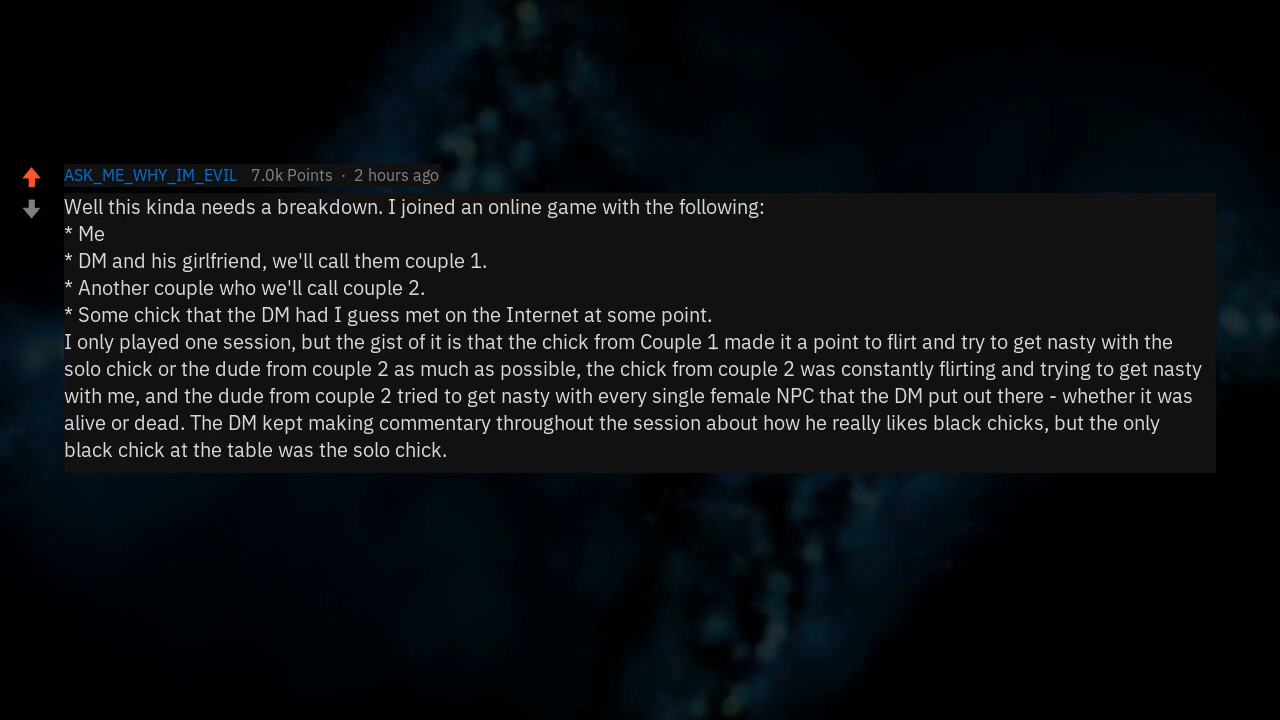 ASK_ME_WHY_IM_EVIL 7.0k Points · 2 hours ago
Well this kinda needs a breakdown. I joined an online game with the following:
* Me
* DM and his girlfriend, we'll call them couple 1.
* Another couple who we'll call couple 2.
* Some chick that the DM had I guess met on the Internet at some point.
I only played one session, but the gist of it is that the chick from Couple 1 made it a point to flirt and try to get nasty with the
solo chick or the dude from couple 2 as much as possible, the chick from couple 2 was constantly flirting and trying to get nasty
with me, and the dude from couple 2 tried to get nasty with every single female NPC that the DM put out there - whether it was
alive or dead. The DM kept making commentary throughout the session about how he really likes black chicks, but the only
black chick at the table was the solo chick.